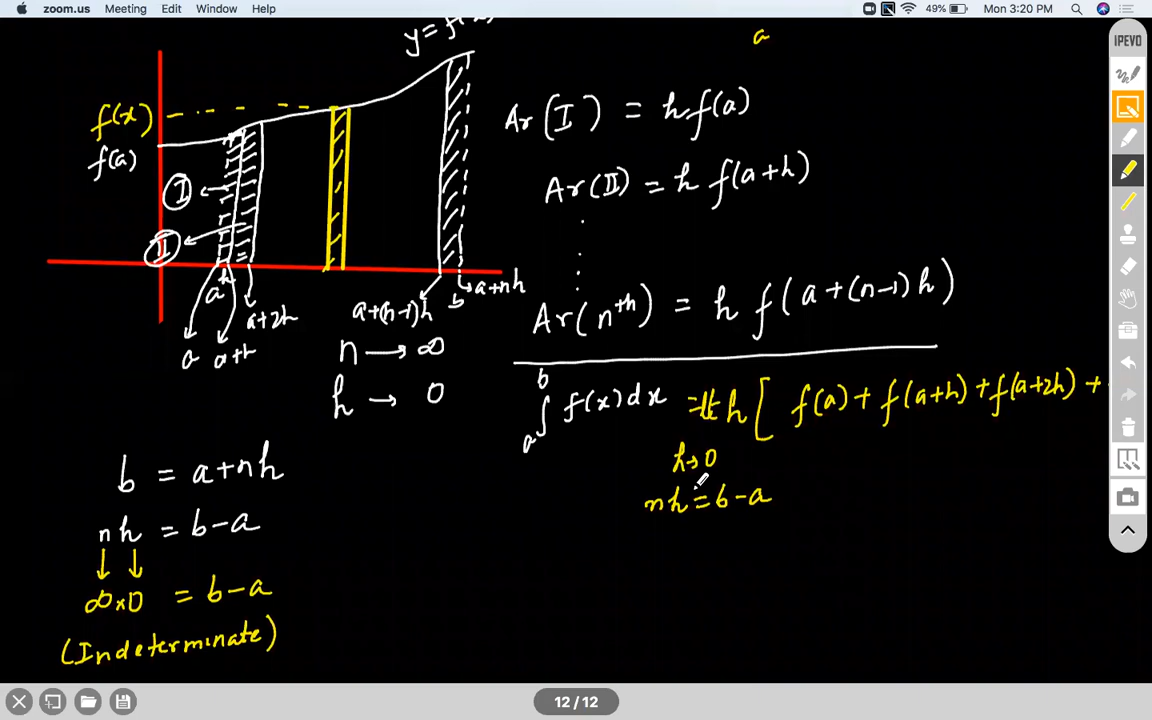 zoom.us Meeting Edit Window Help 49% Mon 3:20 PM
IPEVO
a
f(x)
f(a)
I
II
h
a
a
a+h
a+2h
a+(n-1)h
b
a+nh
n → ∞
h → 0
b = a+nh
nh = b-a
∞×0 = b-a
(Indeterminate)
Ar(I) = h f(a)
Ar(II) = h f(a+h)
Ar(nth) = h f(a+(n-1)h)
b
∫ f(x)dx = lt h [ f(a) + f(a+h) + f(a+2h) +
a
h→0
nh = b-a
12/12